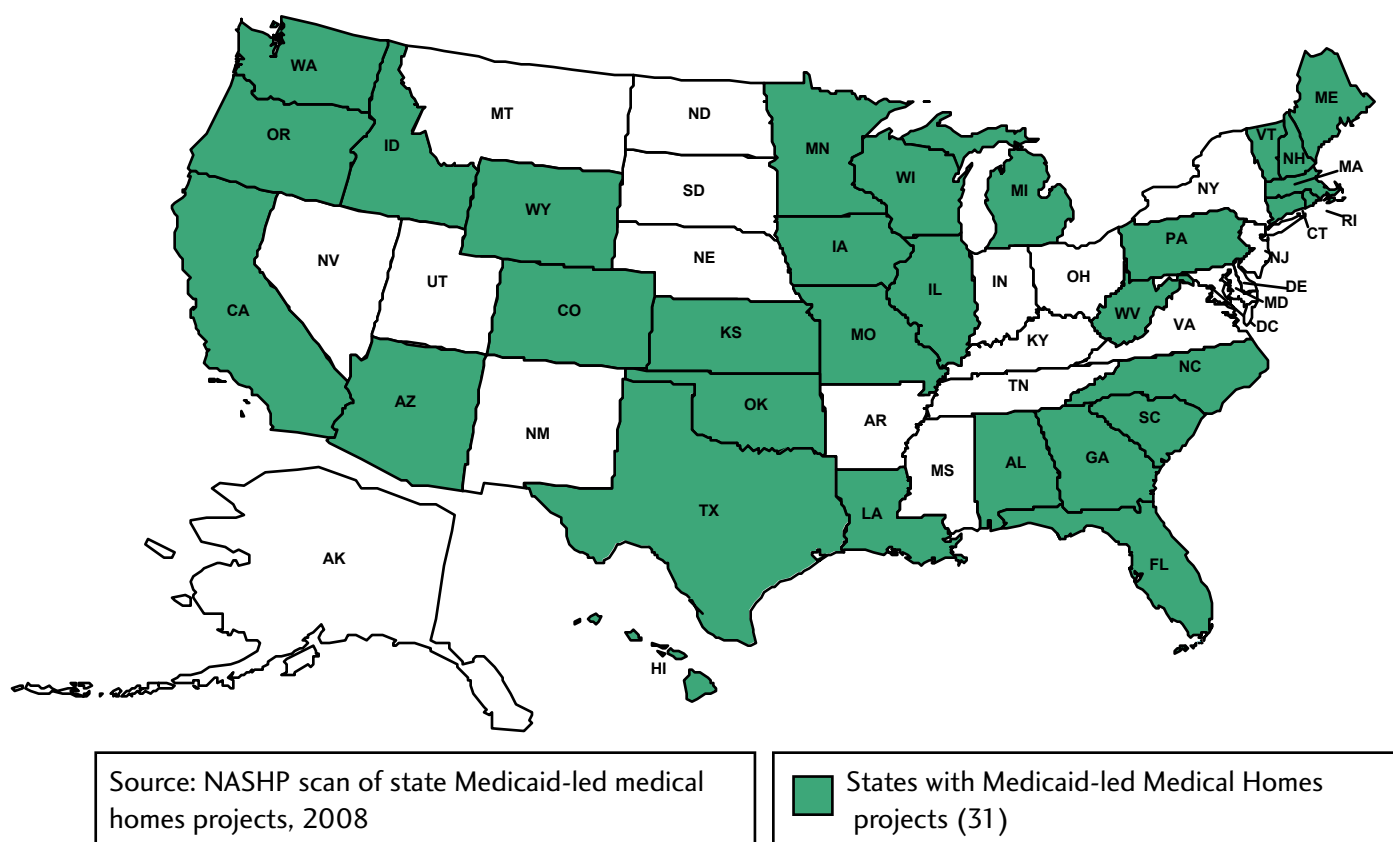 WA
MT
ND
ME
OR
ID
MN
VT
NH
MA
WI
MI
NY
SD
WY
RI
CT
IA
PA
NE
NV
UT
IN
OH
NJ
IL
DE
CA
CO
MD
WV
KS
MO
VA
DC
KY
NC
TN
AZ
OK
SC
AR
NM
MS
AL
GA
TX
LA
AK
FL
HI
Source: NASHP scan of state Medicaid-led medical
homes projects, 2008
States with Medicaid-led Medical Homes
projects (31)